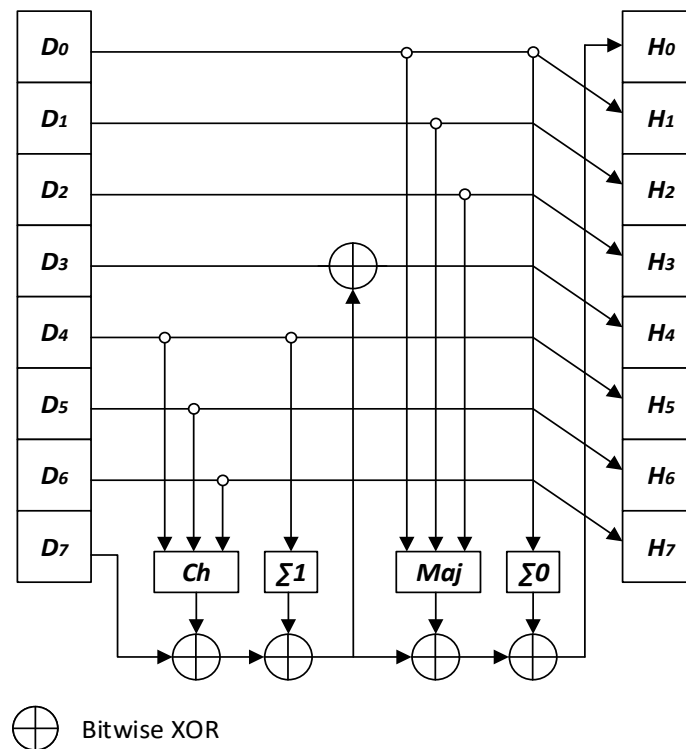 D0 H0
D1 H1
D2 H2
D3 H3
D4 H4
D5 H5
D6 H6
D7 H7
Ch ∑1 Maj ∑0
Bitwise XOR